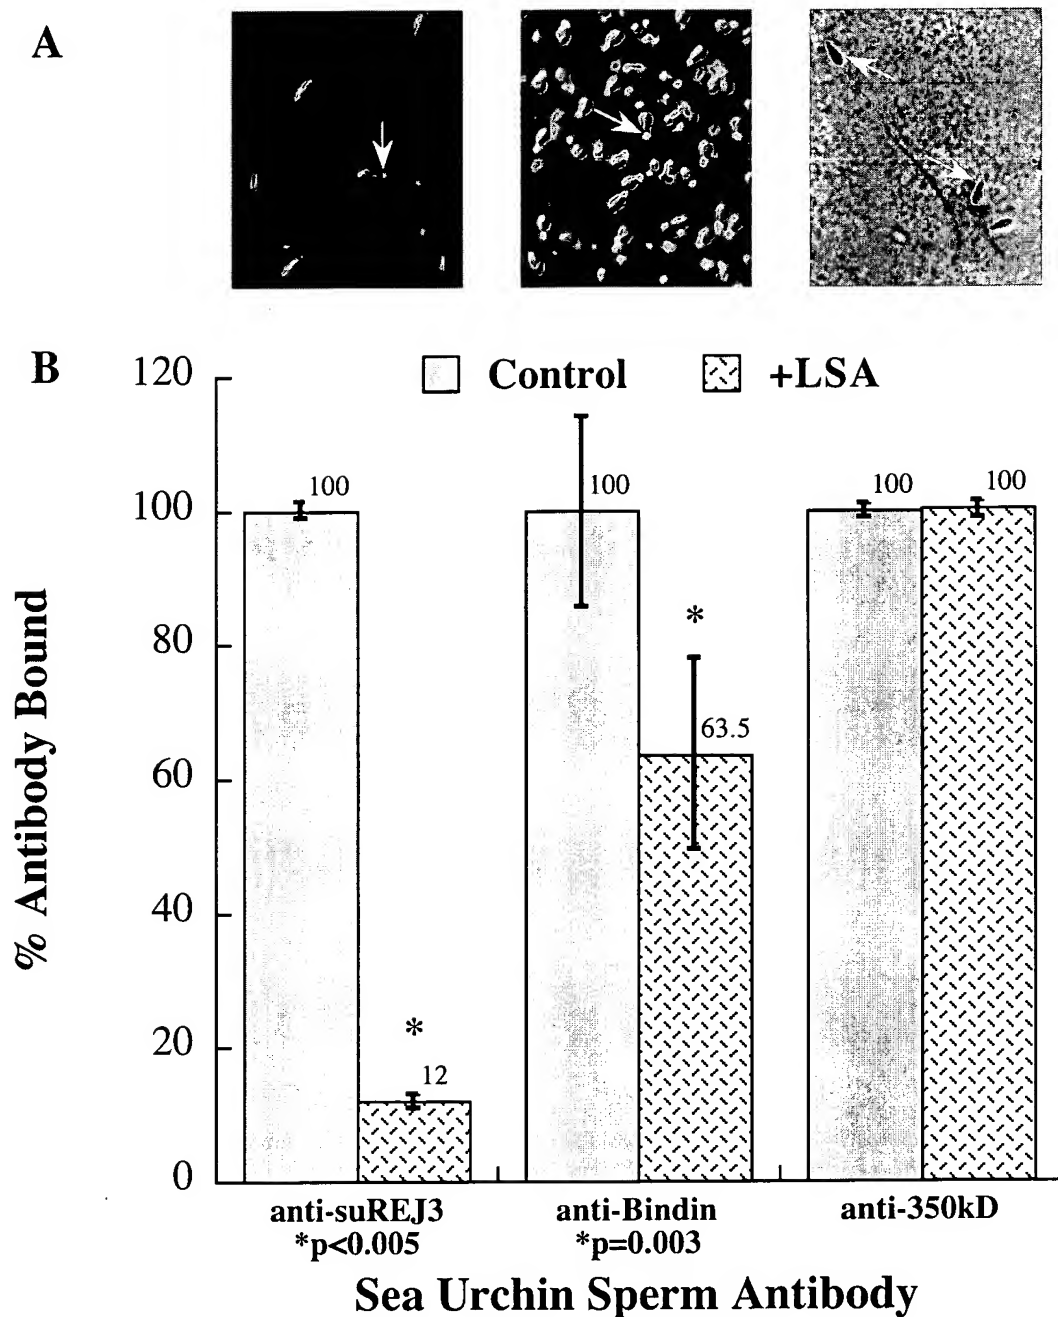 A
B
Control
+LSA
120
100
80
60
40
20
0
% Antibody Bound
100
12
*
100
63.5
*
100
100
anti-suREJ3
*p<0.005
anti-Bindin
*p=0.003
anti-350kD
Sea Urchin Sperm Antibody